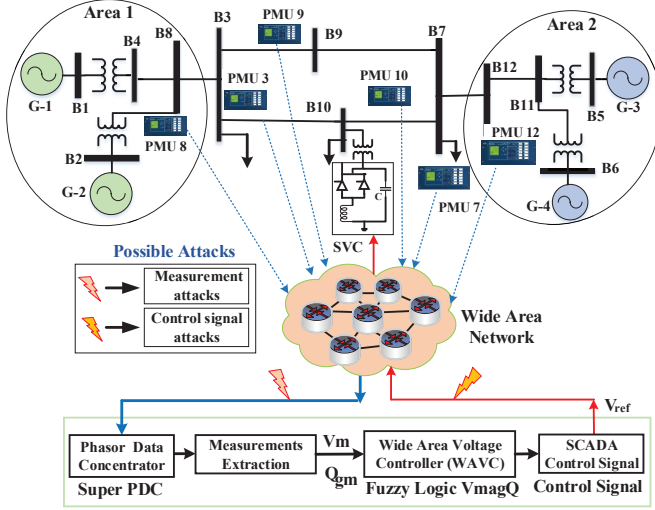 Area 1
B3
PMU 9
Area 2
B8
B9
B7
B4
B12
G-1
B1
PMU 3
PMU 10
B11
B5
G-3
B10
B2
PMU 8
PMU 12
B6
G-2
C
PMU 7
G-4
SVC
Possible Attacks
Measurement
attacks
Control signal
attacks
Wide Area
Network
Vref
Phasor Data
Concentrator
Super PDC
Measurements
Extraction
Vm
Qgm
Wide Area Voltage
Controller (WAVC)
Fuzzy Logic VmagQ
SCADA
Control Signal
Control Signal